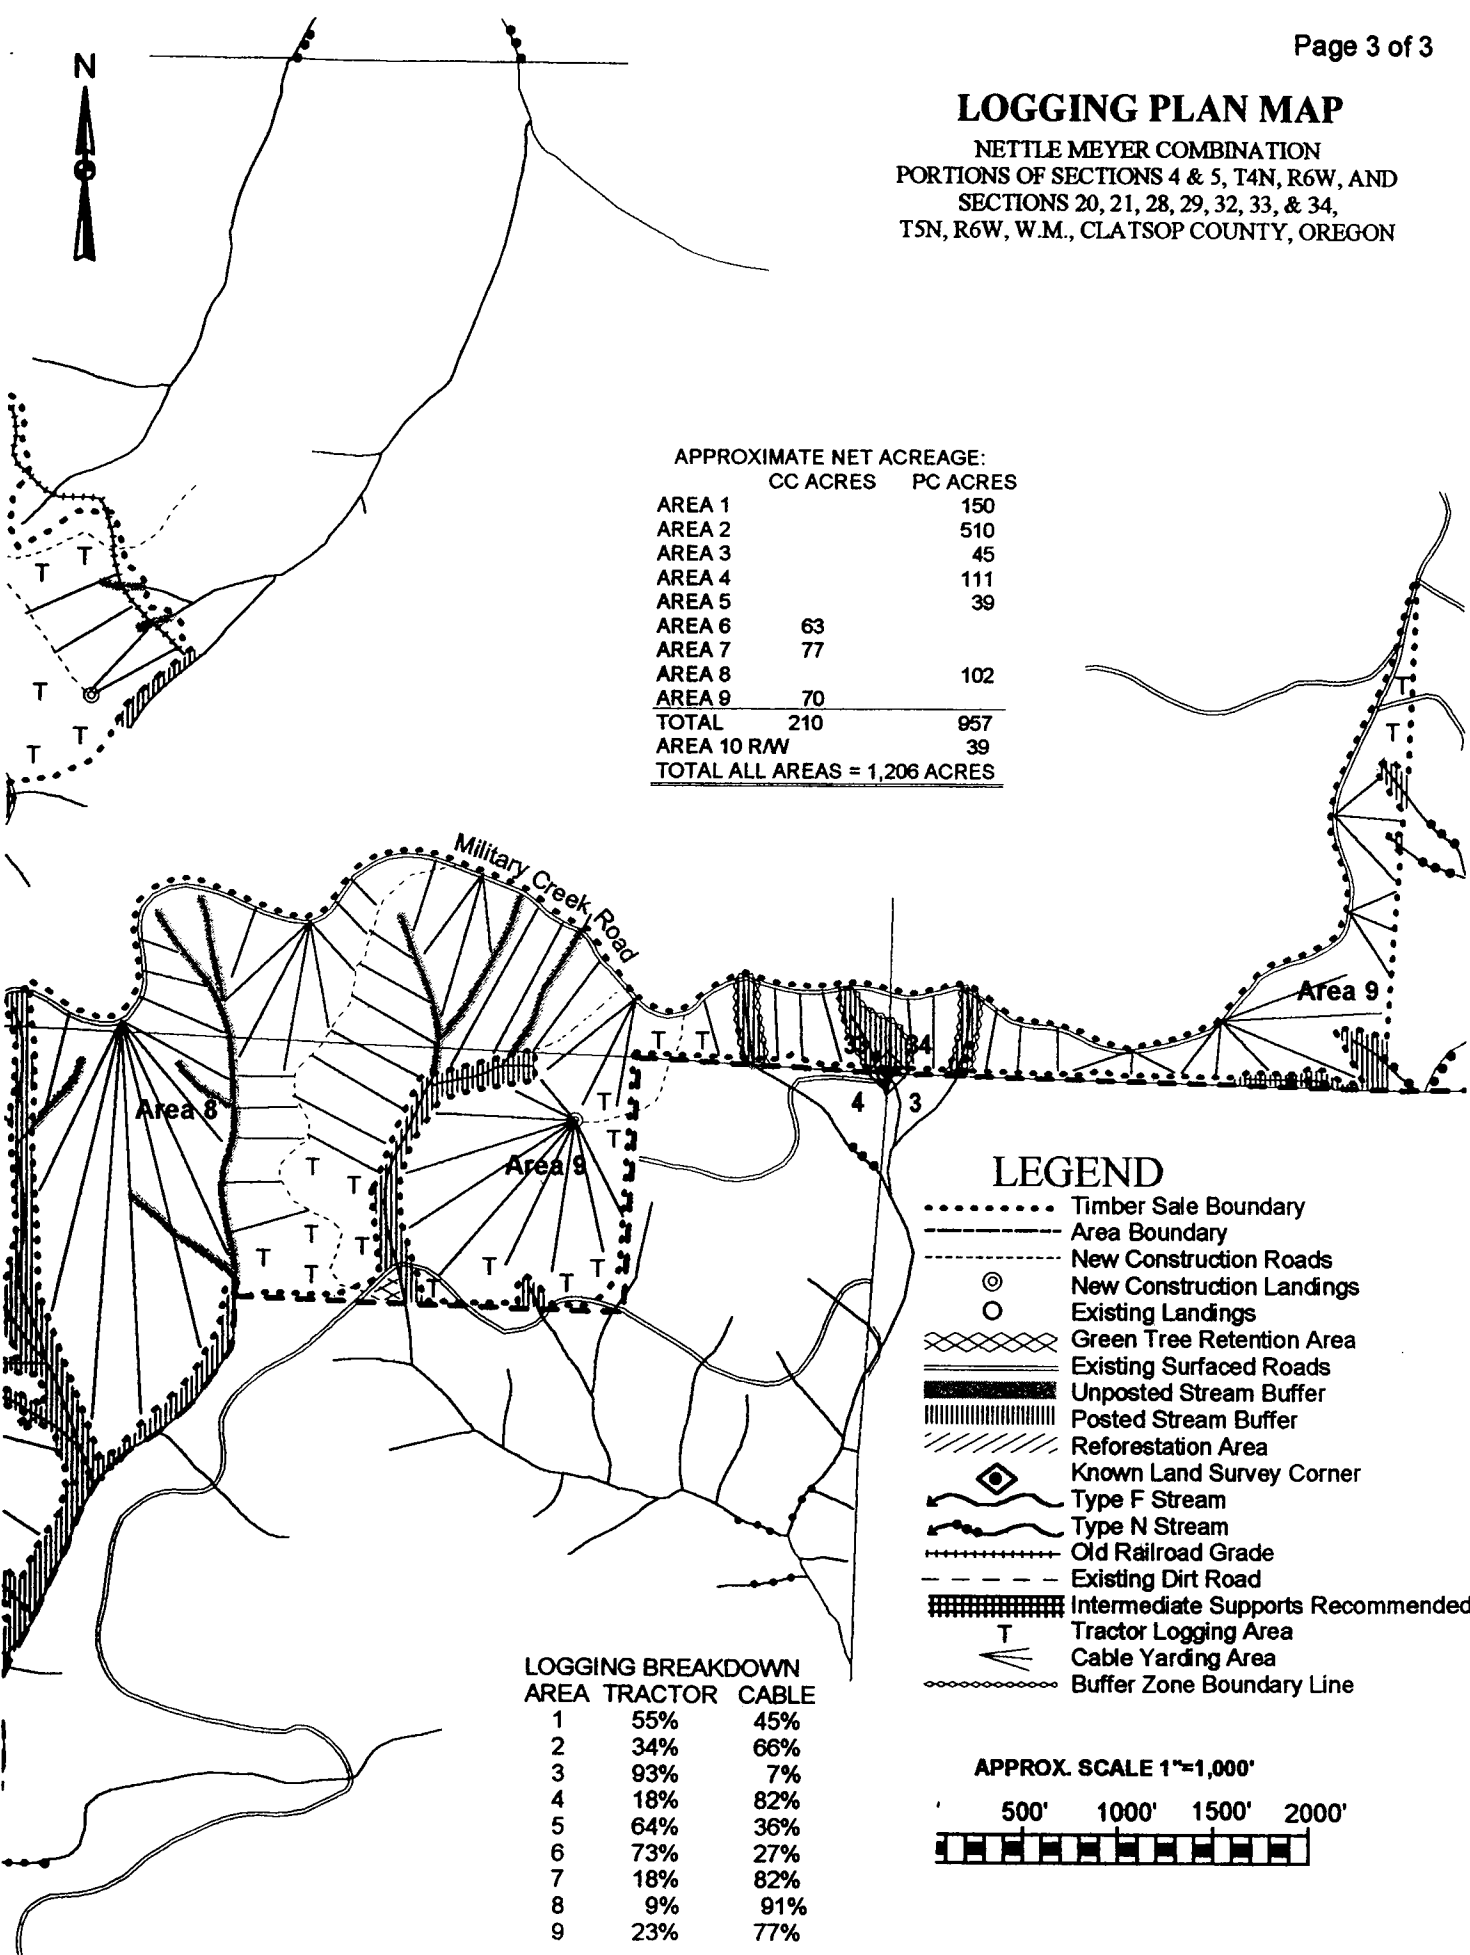 Page 3 of 3
N
LOGGING PLAN MAP
NETTLE MEYER COMBINATION
PORTIONS OF SECTIONS 4 & 5, T4N, R6W, AND
SECTIONS 20, 21, 28, 29, 32, 33, & 34,
T5N, R6W, W.M., CLATSOP COUNTY, OREGON
APPROXIMATE NET ACREAGE:
CC ACRES PC ACRES
AREA 1 150
AREA 2 510
AREA 3 45
AREA 4 111
AREA 5 39
AREA 6 63
AREA 7 77
AREA 8 102
AREA 9 70
TOTAL 210 957
AREA 10 R/W 39
TOTAL ALL AREAS = 1,206 ACRES
T
T
T
T
T
T
T
Military Creek Road
Area 9
T T
34
4 3
Area 8
T
T
Area 9
T
T
T
T
T
T
T
T
T
T
T
LEGEND
Timber Sale Boundary
Area Boundary
New Construction Roads
New Construction Landings
Existing Landings
Green Tree Retention Area
Existing Surfaced Roads
Unposted Stream Buffer
Posted Stream Buffer
Reforestation Area
Known Land Survey Corner
Type F Stream
Type N Stream
Old Railroad Grade
Existing Dirt Road
Intermediate Supports Recommended
T Tractor Logging Area
Cable Yarding Area
Buffer Zone Boundary Line
LOGGING BREAKDOWN
AREA TRACTOR CABLE
1 55% 45%
2 34% 66%
3 93% 7%
4 18% 82%
5 64% 36%
6 73% 27%
7 18% 82%
8 9% 91%
9 23% 77%
APPROX. SCALE 1"=1,000'
' 500' 1000' 1500' 2000'